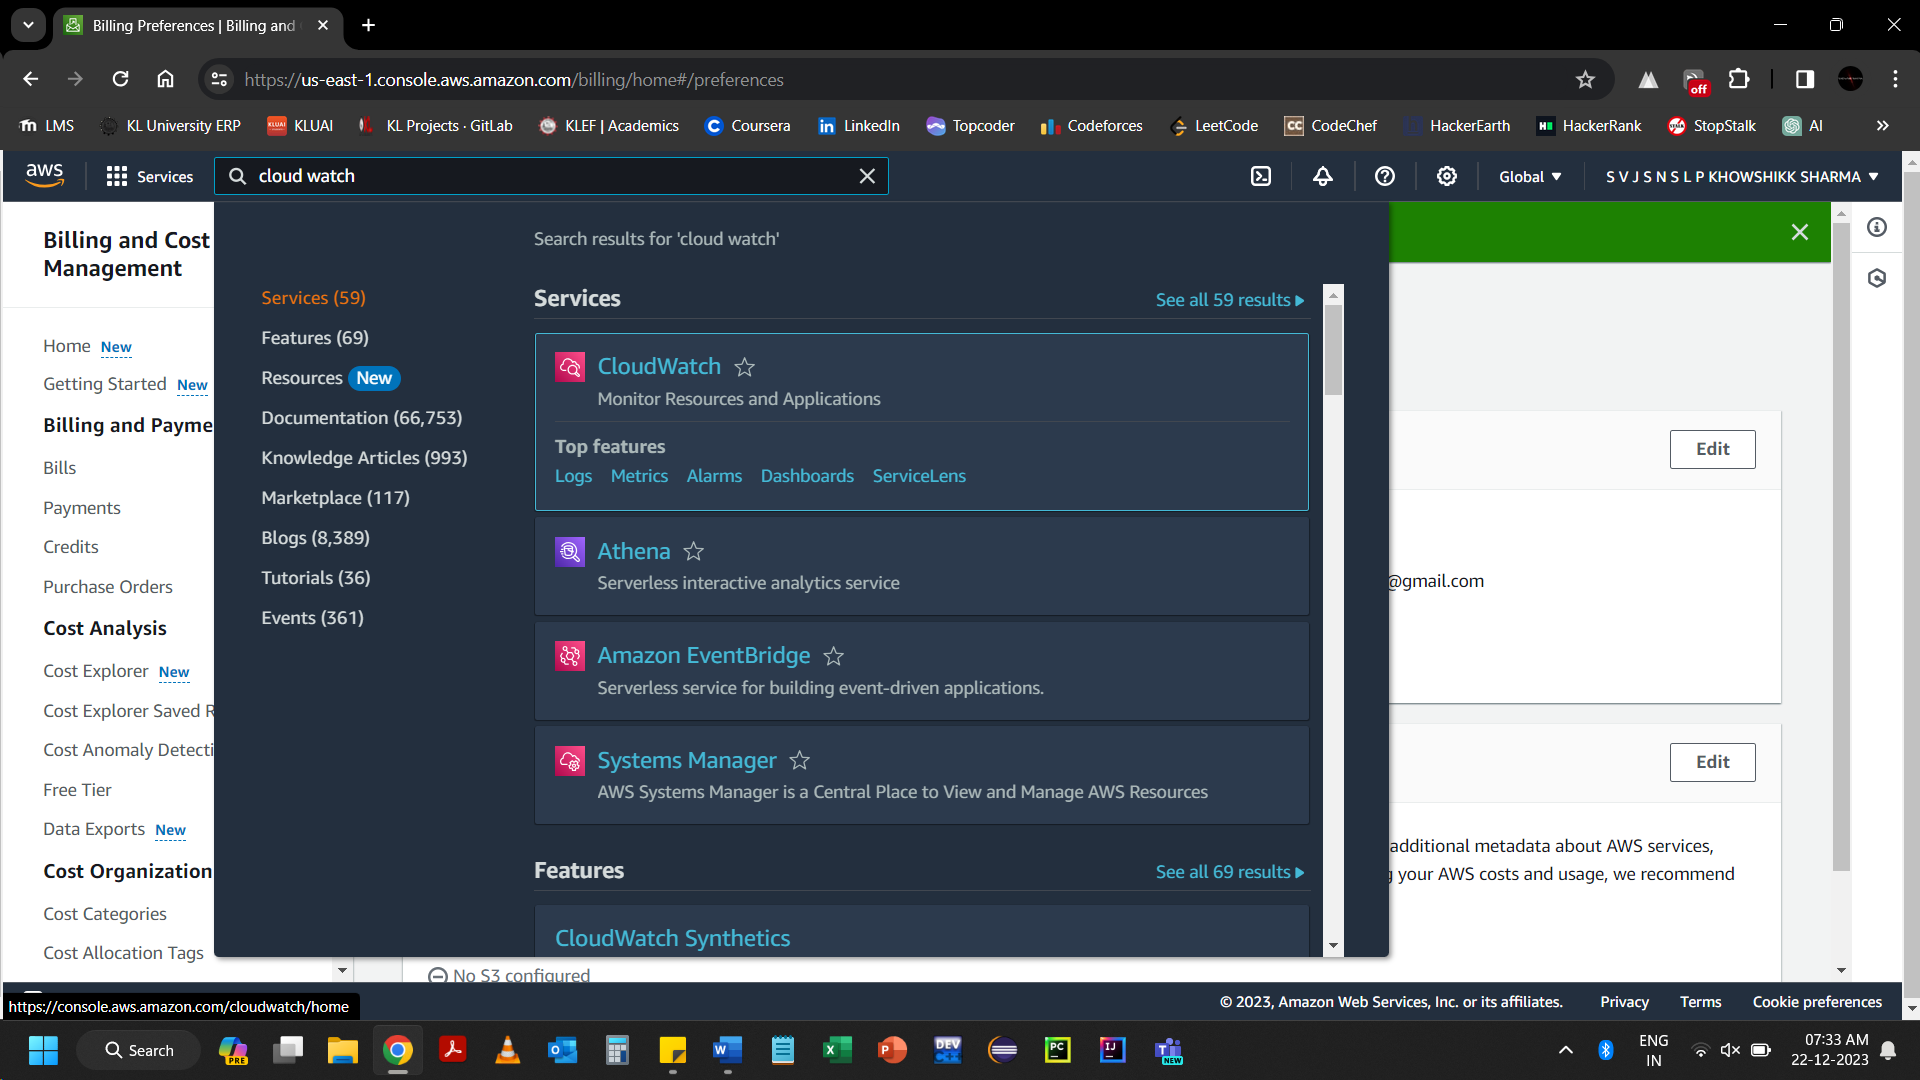 Billing Preferences | Billing and
https://us-east-1.console.aws.amazon.com/billing/home#/preferences
off
LMS
KL University ERP
KLUAI
KL Projects · GitLab
KLEF | Academics
Coursera
LinkedIn
Topcoder
Codeforces
LeetCode
CodeChef
HackerEarth
HackerRank
StopStalk
AI
aws
Services
cloud watch
Global
S V J S N S L P KHOWSHIKK SHARMA
Billing and Cost
Management
Home New
Getting Started New
Billing and Payme
Bills
Payments
Credits
Purchase Orders
Cost Analysis
Cost Explorer New
Cost Explorer Saved R
Cost Anomaly Detecti
Free Tier
Data Exports New
Cost Organization
Cost Categories
Cost Allocation Tags
Search results for 'cloud watch'
Services (59)
Features (69)
Resources New
Documentation (66,753)
Knowledge Articles (993)
Marketplace (117)
Blogs (8,389)
Tutorials (36)
Events (361)
Services
See all 59 results
CloudWatch
Monitor Resources and Applications
Top features
Logs Metrics Alarms Dashboards ServiceLens
Athena
Serverless interactive analytics service
Amazon EventBridge
Serverless service for building event-driven applications.
Systems Manager
AWS Systems Manager is a Central Place to View and Manage AWS Resources
Features
See all 69 results
CloudWatch Synthetics
Edit
@gmail.com
Edit
additional metadata about AWS services,
g your AWS costs and usage, we recommend
No S3 configured
https://console.aws.amazon.com/cloudwatch/home
© 2023, Amazon Web Services, Inc. or its affiliates.
Privacy
Terms
Cookie preferences
Search
PRE
DEV
C++
PC
IJ
NEW
ENG
IN
07:33 AM
22-12-2023